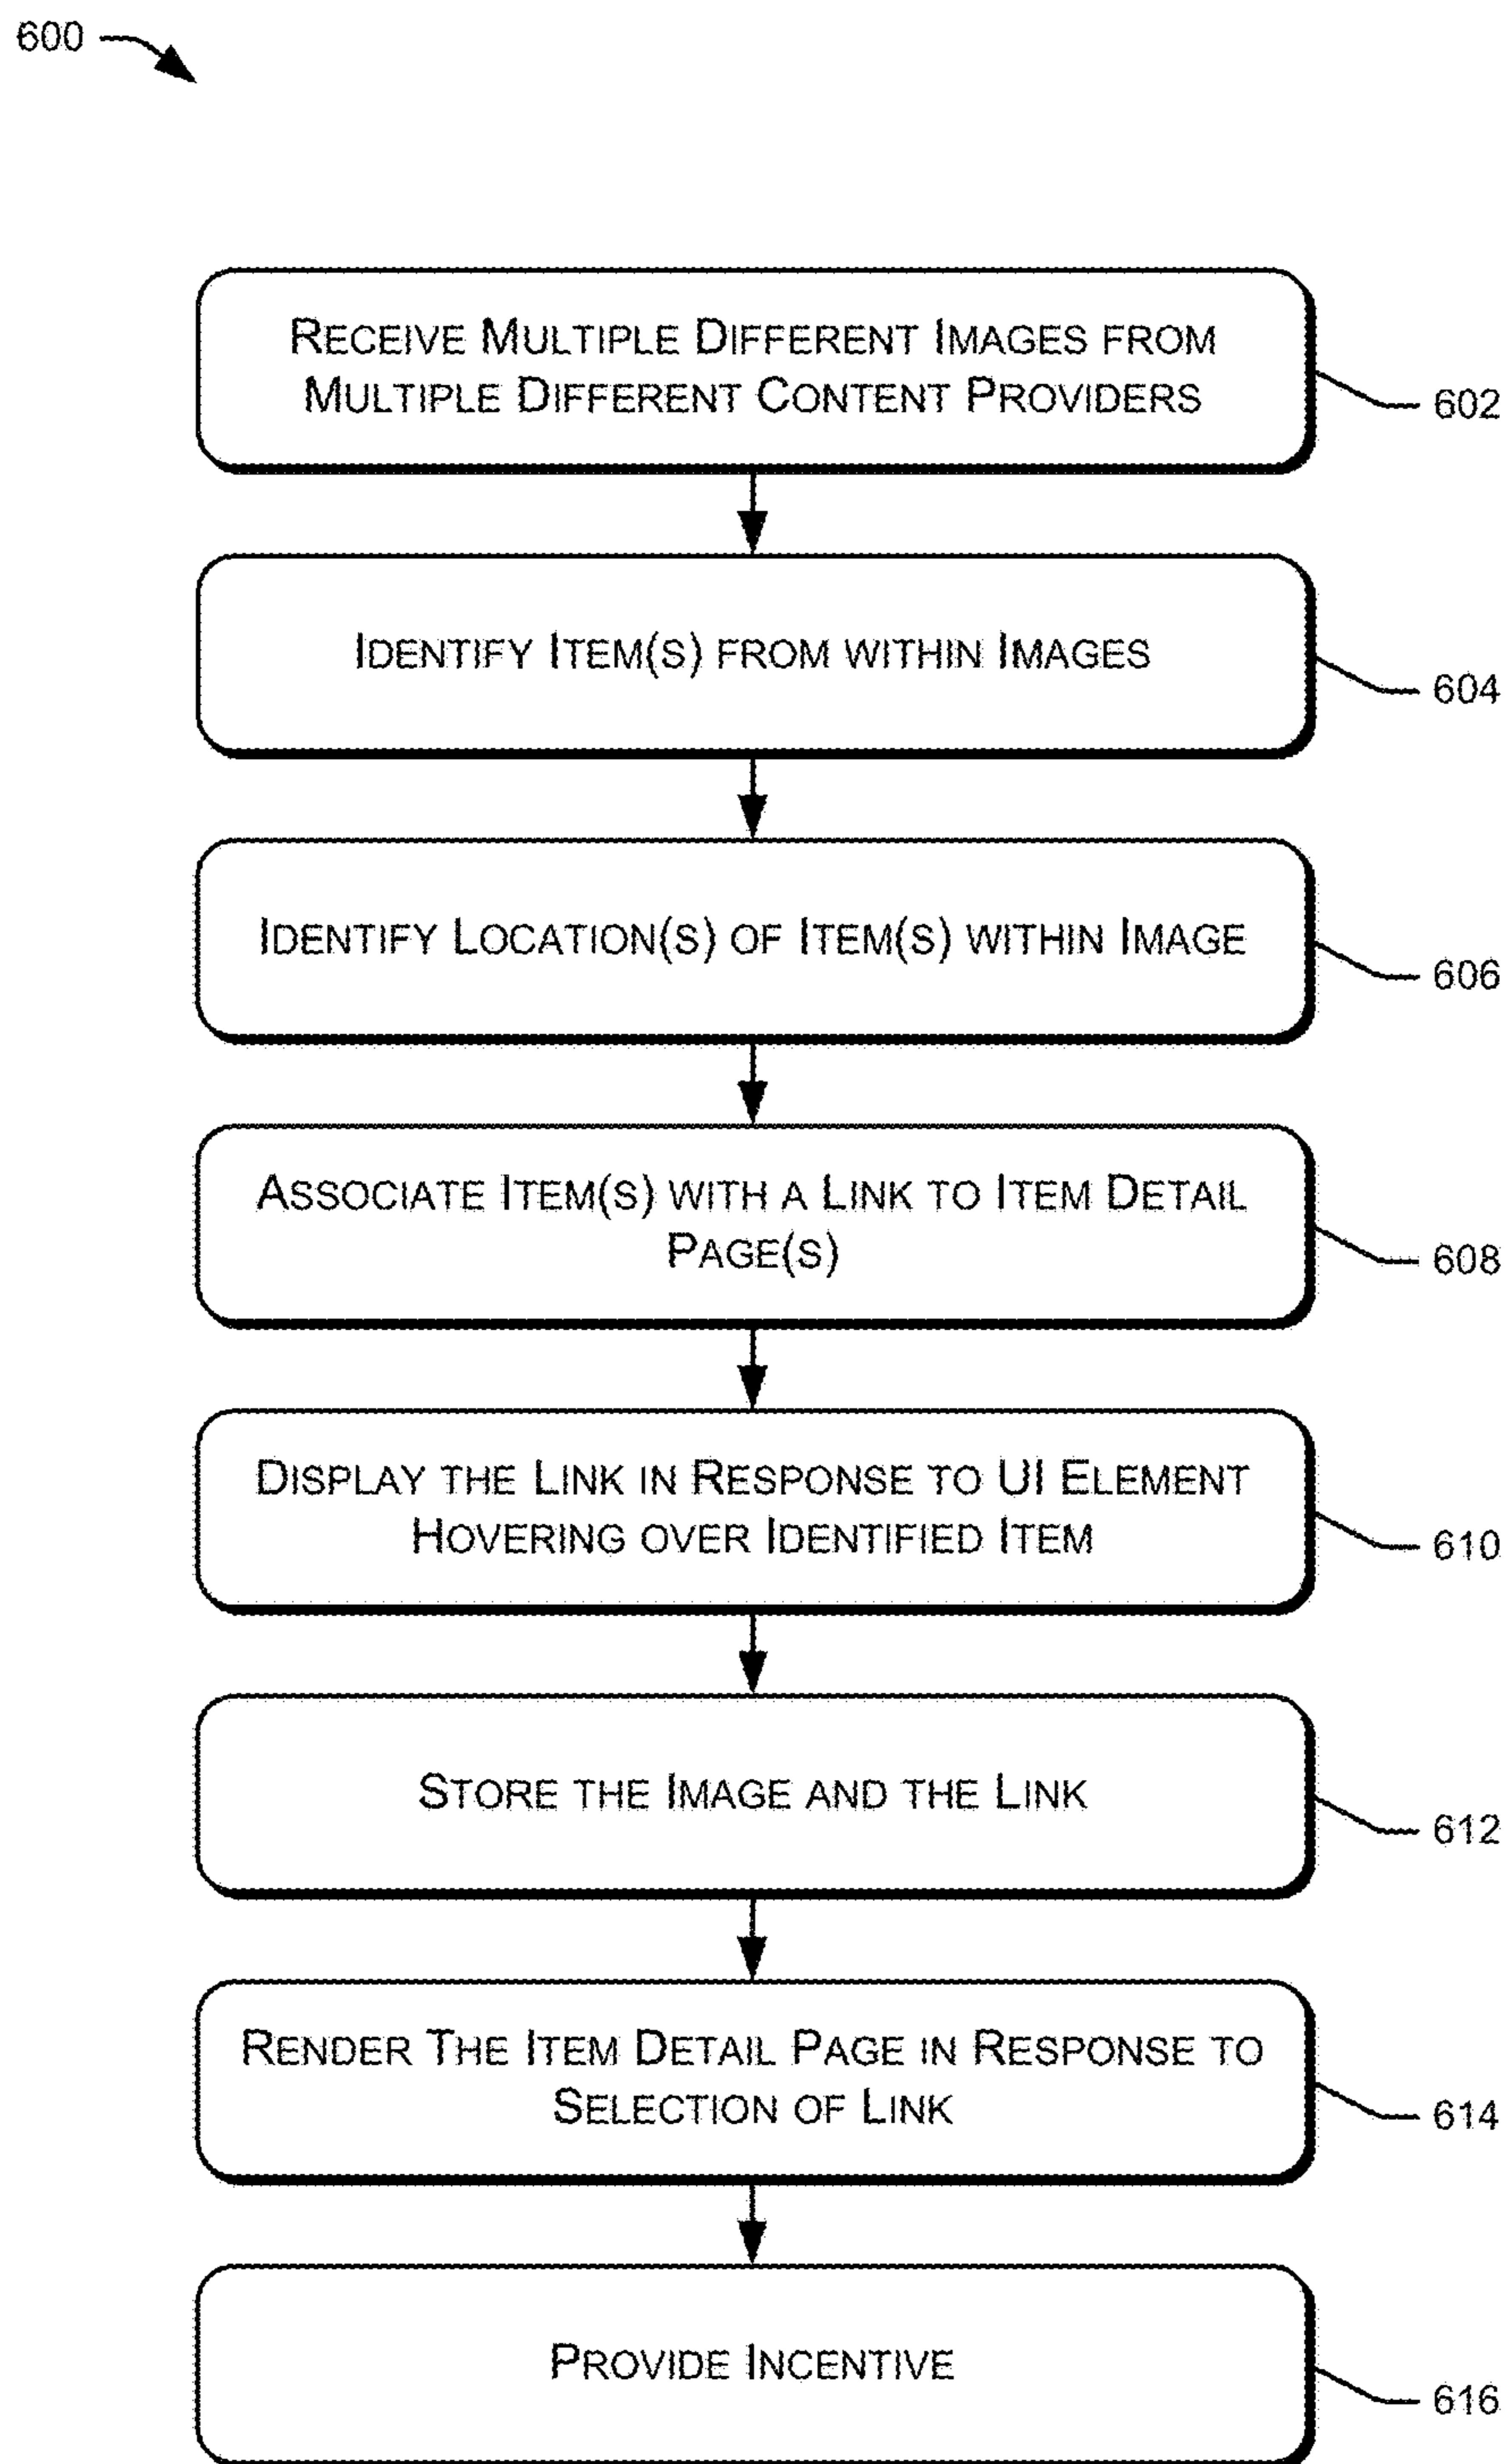 600
RECEIVE MULTIPLE DIFFERENT IMAGES FROM
MULTIPLE DIFFERENT CONTENT PROVIDERS
602
IDENTIFY ITEM(S) FROM WITHIN IMAGES
604
IDENTIFY LOCATION(S) OF ITEM(S) WITHIN IMAGE
606
ASSOCIATE ITEM(S) WITH A LINK TO ITEM DETAIL
PAGE(S)
608
DISPLAY THE LINK IN RESPONSE TO UI ELEMENT
HOVERING OVER IDENTIFIED ITEM
610
STORE THE IMAGE AND THE LINK
612
RENDER THE ITEM DETAIL PAGE IN RESPONSE TO
SELECTION OF LINK
614
PROVIDE INCENTIVE
616